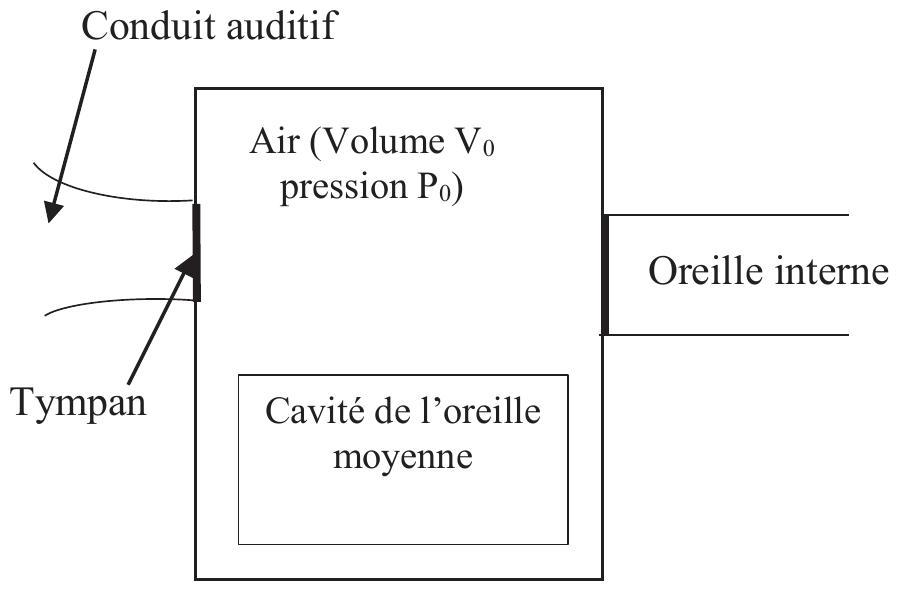 Conduit auditif
Air (Volume V₀
pression P₀)
Oreille interne
Tympan
Cavité de l’oreille
moyenne